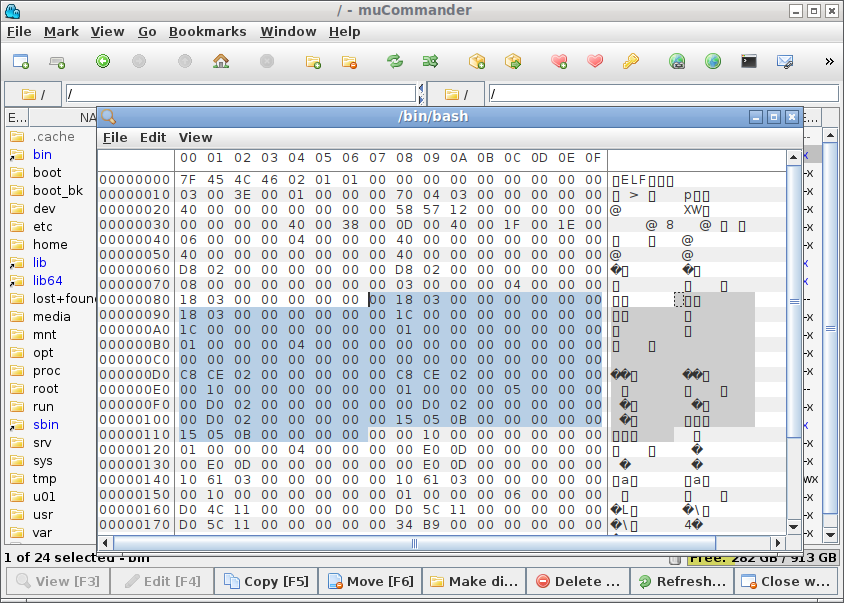 / - muCommander
File Mark View Go Bookmarks Window Help
»
/ / / /
E... NA
/bin/bash
File Edit View
00 01 02 03 04 05 06 07 08 09 0A 0B 0C 0D 0E 0F
00000000 7F 45 4C 46 02 01 01 00 00 00 00 00 00 00 00 00 ▯ELF▯▯▯
00000010 03 00 3E 00 01 00 00 00 70 04 03 00 00 00 00 00 ▯ > ▯ p▯▯
00000020 40 00 00 00 00 00 00 00 58 57 12 00 00 00 00 00 @ XW▯
00000030 00 00 00 00 40 00 38 00 0D 00 40 00 1F 00 1E 00 @ 8 @ ▯ ▯
00000040 06 00 00 00 04 00 00 00 40 00 00 00 00 00 00 00 ▯ ▯ @
00000050 40 00 00 00 00 00 00 00 40 00 00 00 00 00 00 00 @ @
00000060 D8 02 00 00 00 00 00 00 D8 02 00 00 00 00 00 00 �▯ �▯
00000070 08 00 00 00 00 00 00 00 03 00 00 00 04 00 00 00 ▯ ▯ ▯
00000080 18 03 00 00 00 00 00 00 18 03 00 00 00 00 00 00 ▯▯ ▯▯
00000090 18 03 00 00 00 00 00 00 1C 00 00 00 00 00 00 00 ▯▯ ▯
000000A0 1C 00 00 00 00 00 00 00 01 00 00 00 00 00 00 00 ▯ ▯
000000B0 01 00 00 00 04 00 00 00 00 00 00 00 00 00 00 00 ▯ ▯
000000C0 00 00 00 00 00 00 00 00 00 00 00 00 00 00 00 00
000000D0 C8 CE 02 00 00 00 00 00 C8 CE 02 00 00 00 00 00 ��▯ ��▯
000000E0 00 10 00 00 00 00 00 00 01 00 00 00 05 00 00 00 ▯ ▯ ▯
000000F0 00 D0 02 00 00 00 00 00 00 D0 02 00 00 00 00 00 �▯ �▯
00000100 00 D0 02 00 00 00 00 00 15 05 0B 00 00 00 00 00 �▯ ▯▯▯
00000110 15 05 0B 00 00 00 00 00 00 10 00 00 00 00 00 00 ▯▯▯ ▯
00000120 01 00 00 00 04 00 00 00 00 E0 0D 00 00 00 00 00 ▯ ▯ �
00000130 00 E0 0D 00 00 00 00 00 00 E0 0D 00 00 00 00 00 � �
00000140 10 61 03 00 00 00 00 00 10 61 03 00 00 00 00 00 ▯a▯ ▯a▯
00000150 00 10 00 00 00 00 00 00 01 00 00 00 06 00 00 00 ▯ ▯ ▯
00000160 D0 4C 11 00 00 00 00 00 D0 5C 11 00 00 00 00 00 �L▯ �\▯
00000170 D0 5C 11 00 00 00 00 00 34 B9 00 00 00 00 00 00 �\▯ 4�
.cache
bin
boot
boot_bk
dev
etc
home
lib
lib64
lost+foun
media
mnt
opt
proc
root
run
sbin
srv
sys
tmp
u01
usr
var
1 of 24 selected - bin
Free: 282 GB / 913 GB
View [F3] Edit [F4] Copy [F5] Move [F6] Make di... Delete ... Refresh... Close w...